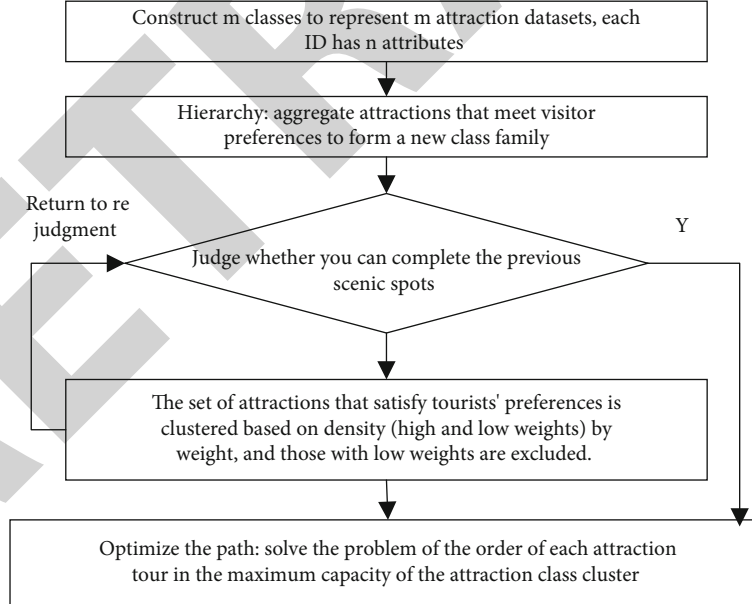 Construct m classes to represent m attraction datasets, each
ID has n attributes
Hierarchy: aggregate attractions that meet visitor
preferences to form a new class family
Return to re
judgment
Y
Judge whether you can complete the previous
scenic spots
The set of attractions that satisfy tourists' preferences is
clustered based on density (high and low weights) by
weight, and those with low weights are excluded.
Optimize the path: solve the problem of the order of each attraction
tour in the maximum capacity of the attraction class cluster